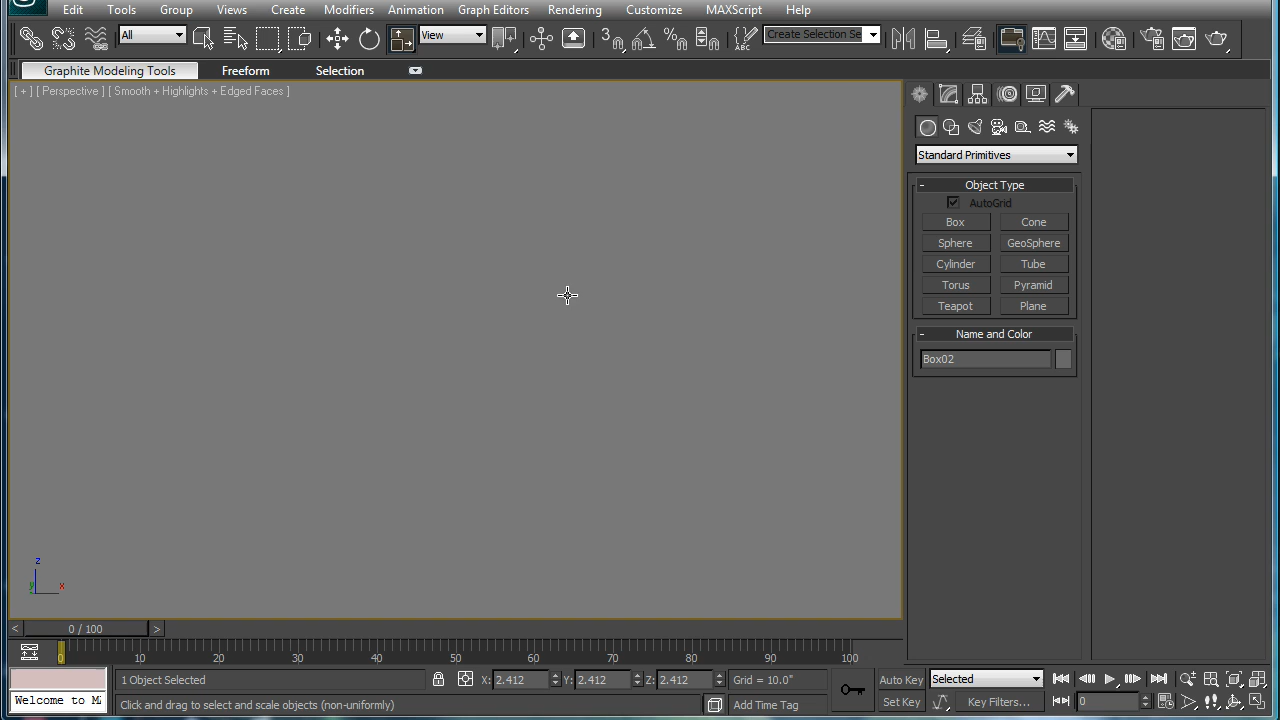 Edit Tools Group Views Create Modifiers Animation Graph Editors Rendering Customize MAXScript Help
All View Create Selection Se
Graphite Modeling Tools Freeform Selection
[ + ] [ Perspective ] [ Smooth + Highlights + Edged Faces ]
Standard Primitives
- Object Type
AutoGrid
Box Cone
Sphere GeoSphere
Cylinder Tube
Torus Pyramid
Teapot Plane
- Name and Color
Box02
z
y x
< 0 / 100 >
0 10 20 30 40 50 60 70 80 90 100
1 Object Selected X: 2.412 Y: 2.412 Z: 2.412 Grid = 10.0" Auto Key Selected
Welcome to M
Click and drag to select and scale objects (non-uniformly) Add Time Tag Set Key Key Filters... 0